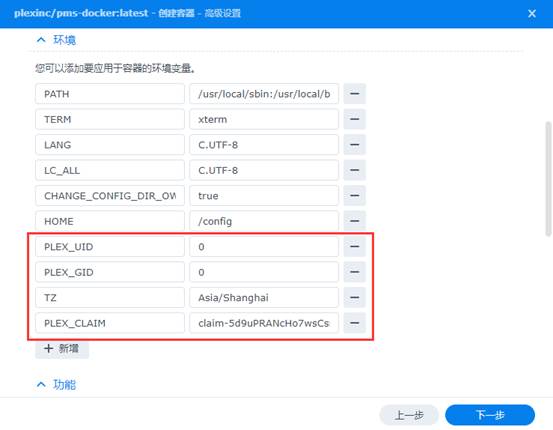 plexinc/pms-docker:latest - 创建容器 - 高级设置
环境
您可以添加要应用于容器的环境变量。
PATH /usr/local/sbin:/usr/local/b
TERM xterm
LANG C.UTF-8
LC_ALL C.UTF-8
CHANGE_CONFIG_DIR_OW true
HOME /config
PLEX_UID 0
PLEX_GID 0
TZ Asia/Shanghai
PLEX_CLAIM claim-5d9uPRANcHo7wsCs
新增
功能
上一步 下一步